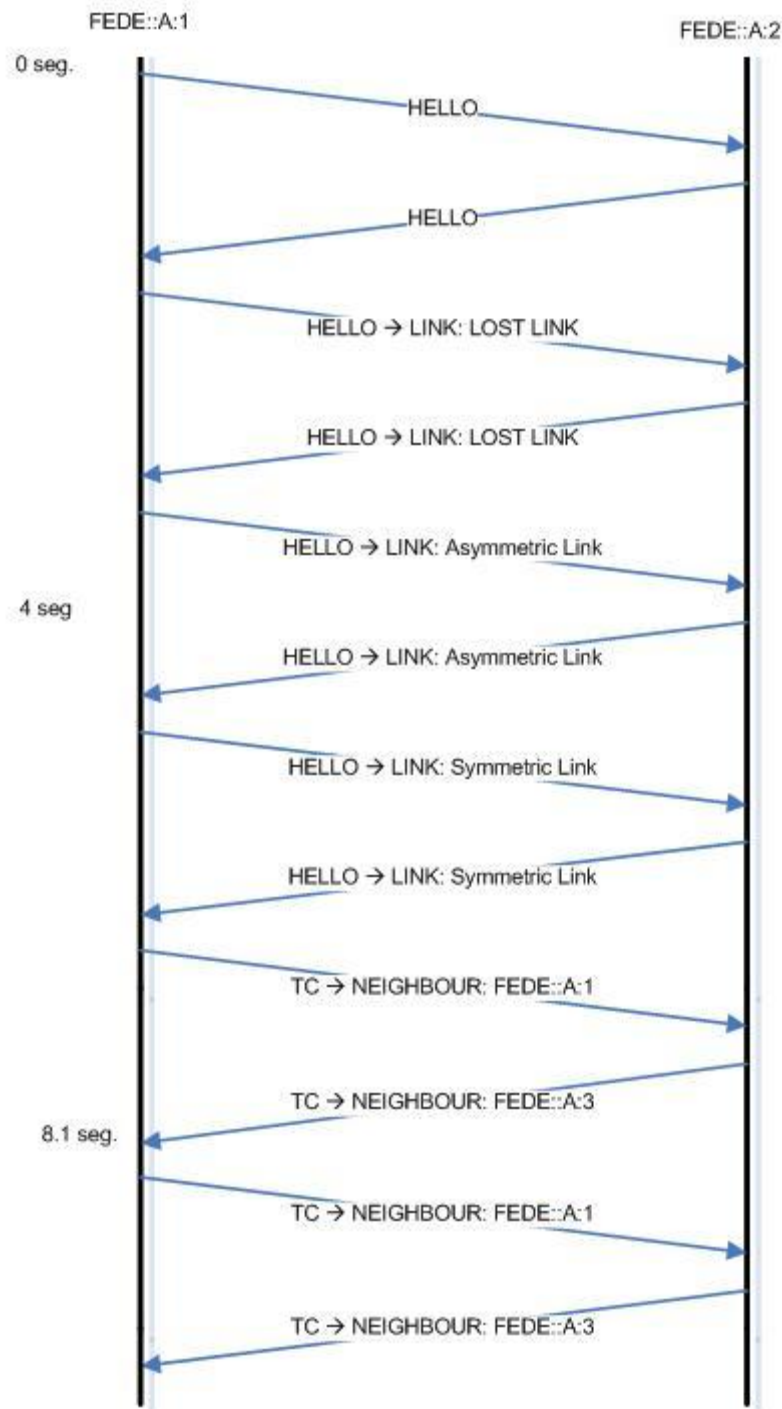 FEDE::A:1
FEDE::A:2
0 seg.
HELLO
HELLO
HELLO → LINK: LOST LINK
HELLO → LINK: LOST LINK
HELLO → LINK: Asymmetric Link
4 seg
HELLO → LINK: Asymmetric Link
HELLO → LINK: Symmetric Link
HELLO → LINK: Symmetric Link
TC → NEIGHBOUR: FEDE::A:1
TC → NEIGHBOUR: FEDE::A:3
8.1 seg.
TC → NEIGHBOUR: FEDE::A:1
TC → NEIGHBOUR: FEDE::A:3